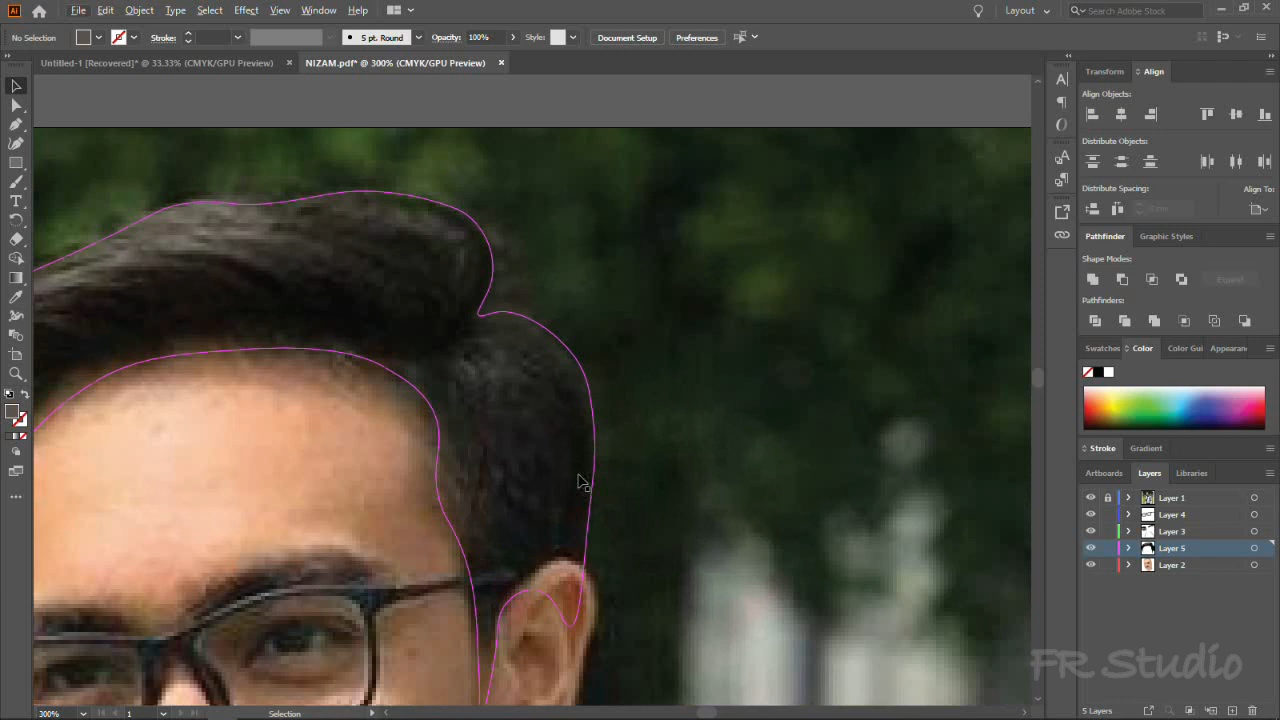 Ai File Edit Object Type Select Effect View Window Help Layout Search Adobe Stock
No Selection Stroke: 5 pt. Round Opacity: 100% Style: Document Setup Preferences
Untitled-1 [Recovered]* @ 33.33% (CMYK/GPU Preview) NIZAM.pdf* @ 300% (CMYK/GPU Preview)
Transform Align
Align Objects:
Distribute Objects:
Distribute Spacing: Align To:
Pathfinder Graphic Styles
Shape Modes:
Expand
Pathfinders:
Swatches Color Color Gui Appearanc
Stroke Gradient
Artboards Layers Libraries
Layer 1
Layer 4
Layer 3
Layer 5
Layer 2
FR Studio
300% 1 Selection 5 Layers